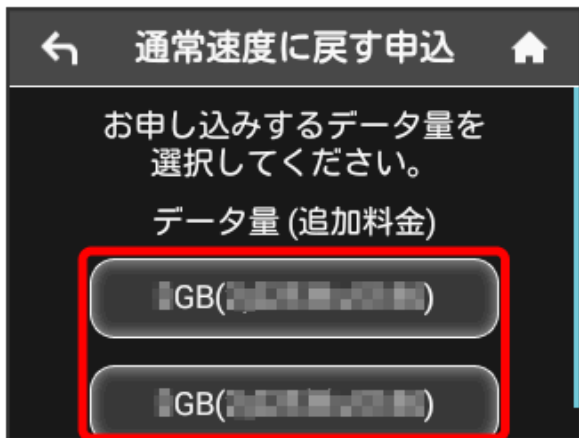 通常速度に戻す申込
お申し込みするデータ量を
選択してください。
データ量 (追加料金)
GB( )
GB( )